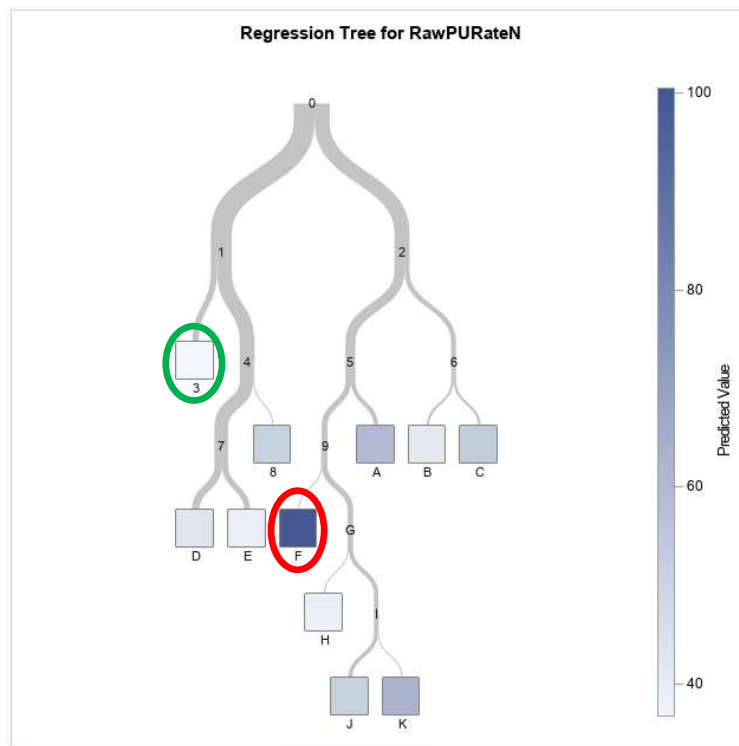 Regression Tree for RawPURateN
0
100
1
2
80
3
4
5
6
Predicted Value
7
8
9
A
B
C
60
D
E
F
G
H
I
40
J
K